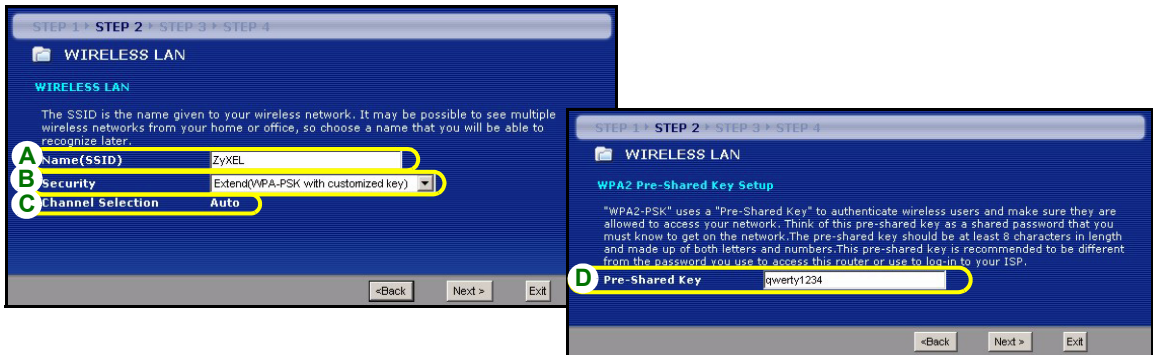 STEP 1 STEP 2 STEP 3 STEP 4
WIRELESS LAN
WIRELESS LAN
The SSID is the name given to your wireless network. It may be possible to see multiple
wireless networks from your home or office, so choose a name that you will be able to
recognize later.
A Name(SSID) ZyXEL
B Security Extend(WPA-PSK with customized key)
C Channel Selection Auto
<Back Next > Exit
STEP 1 STEP 2 STEP 3 STEP 4
WIRELESS LAN
WPA2 Pre-Shared Key Setup
"WPA2-PSK" uses a "Pre-Shared Key" to authenticate wireless users and make sure they are
allowed to access your network. Think of this pre-shared key as a shared password that you
must know to get on the network.The pre-shared key should be at least 8 characters in length
and made up of both letters and numbers.This pre-shared key is recommended to be different
from the password you use to access this router or use to log-in to your ISP.
D Pre-Shared Key qwerty1234
<Back Next > Exit